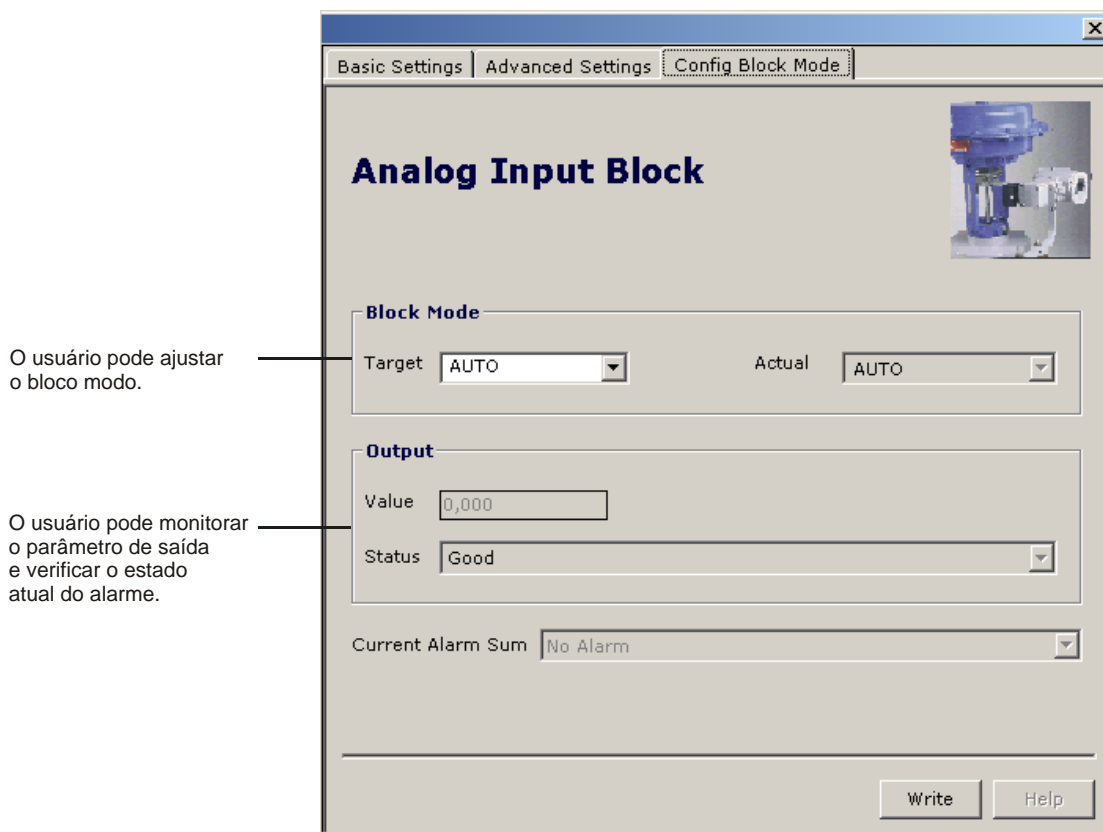 Basic Settings Advanced Settings Config Block Mode
Analog Input Block
Block Mode
O usuário pode ajustar
o bloco modo.
Target AUTO Actual AUTO
Output
O usuário pode monitorar
o parâmetro de saída
e verificar o estado
atual do alarme.
Value 0,000
Status Good
Current Alarm Sum No Alarm
Write Help